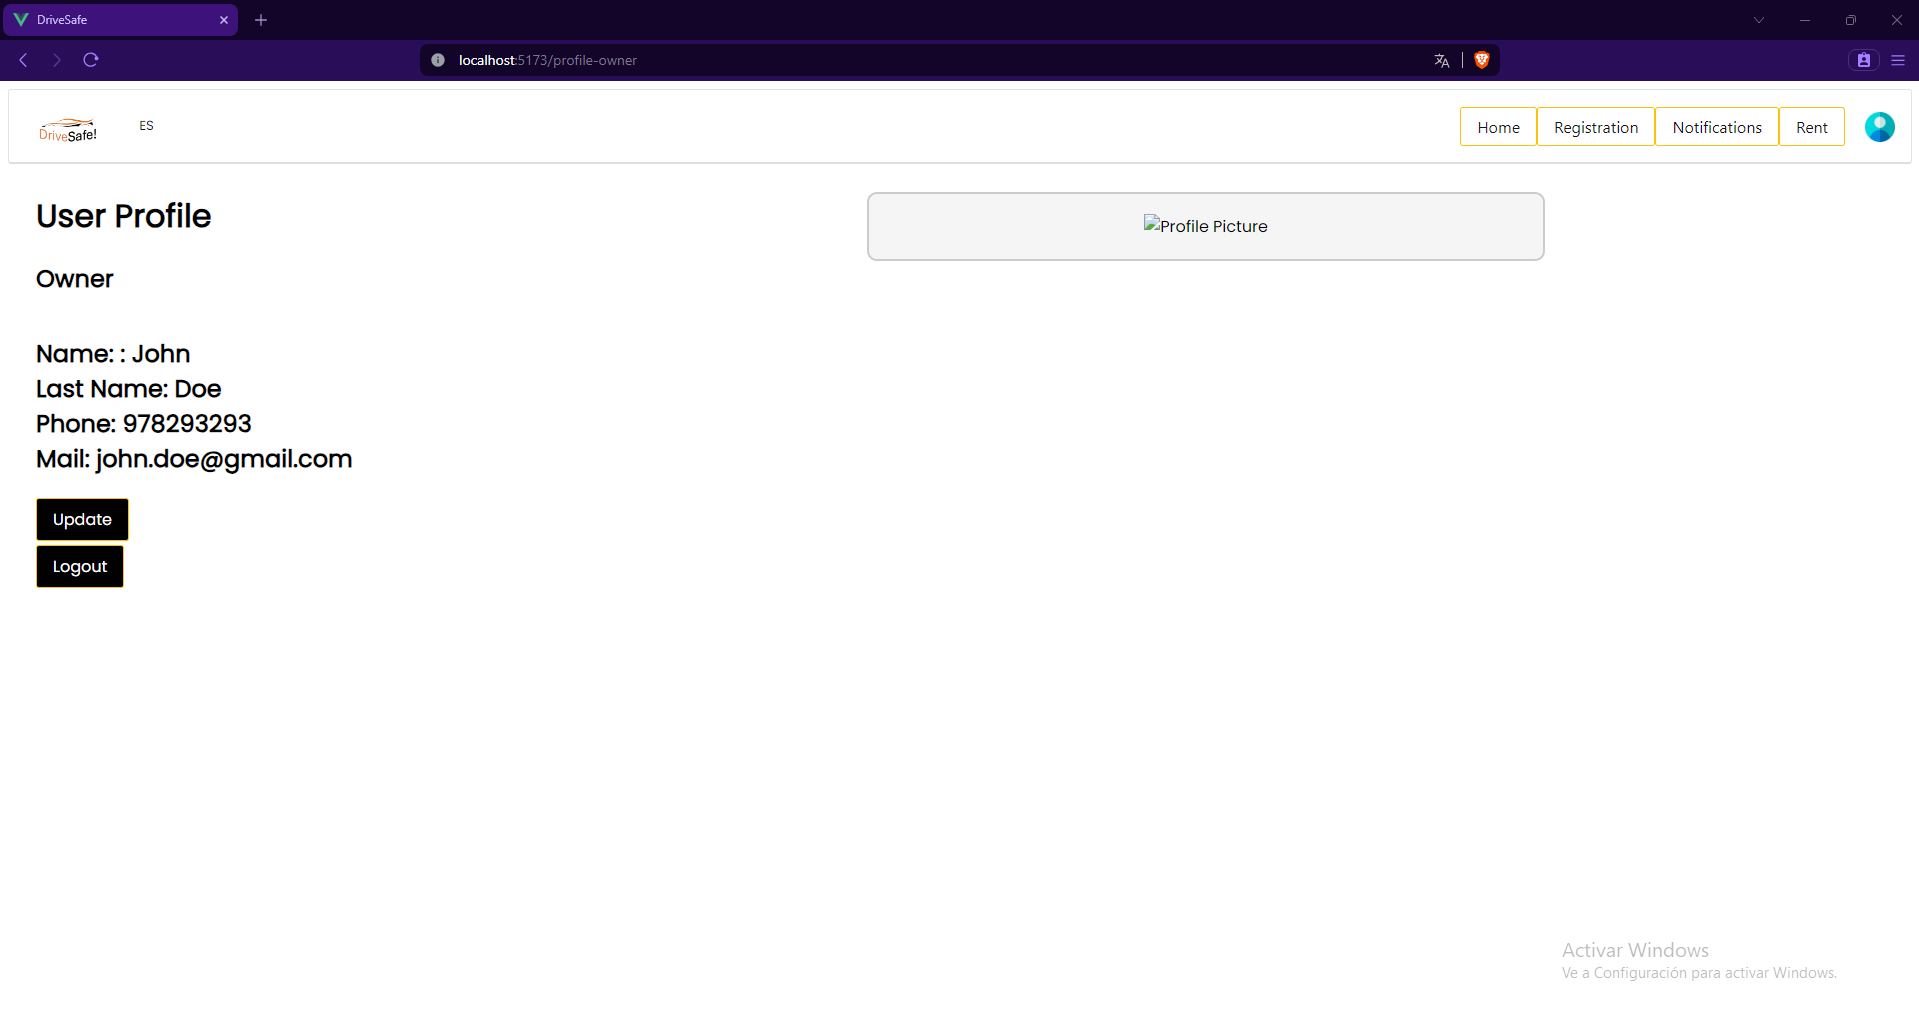 DriveSafe
localhost:5173/profile-owner
DriveSafe!
ES
Home
Registration
Notifications
Rent
User Profile
Profile Picture
Owner
Name: : John
Last Name: Doe
Phone: 978293293
Mail: john.doe@gmail.com
Update
Logout
Activar Windows
Ve a Configuración para activar Windows.